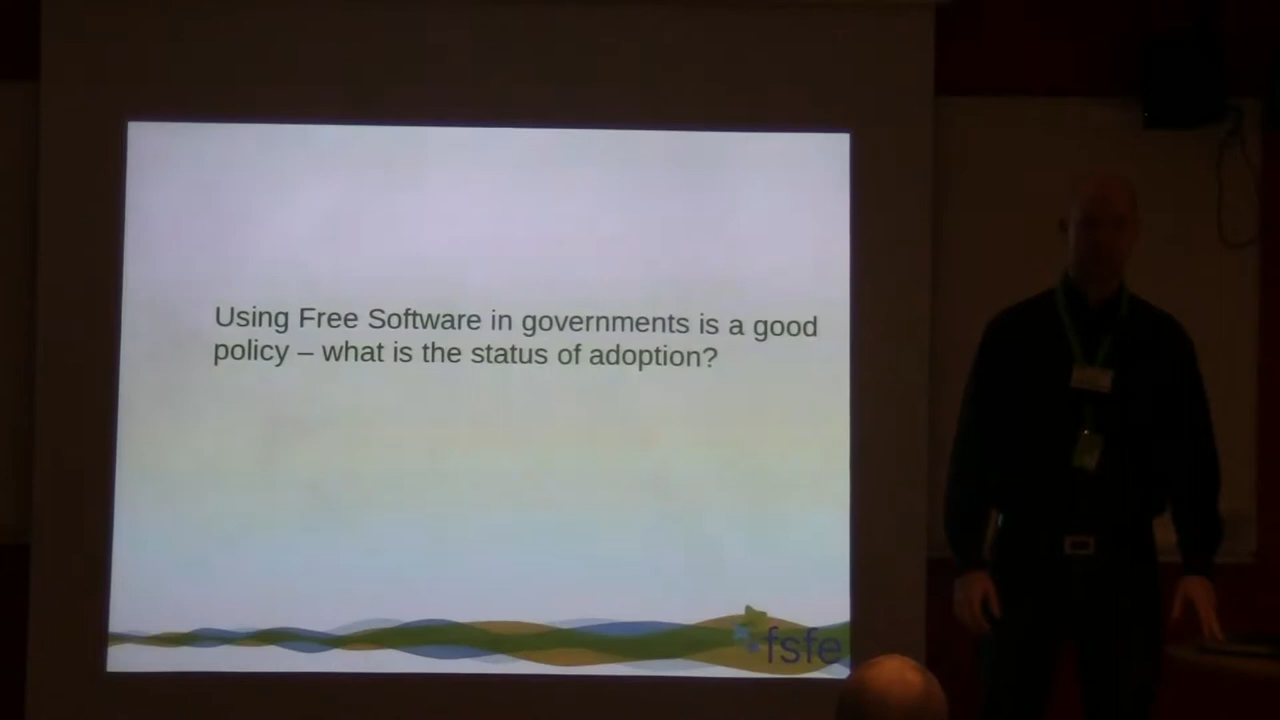 Using Free Software in governments is a good
policy – what is the status of adoption?
fsfe